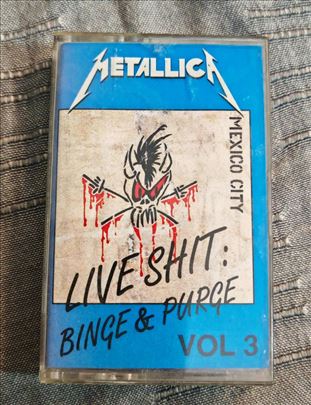 METALLICA
MEXICO CITY
LIVE SHIT:
BINGE & PURGE
VOL 3